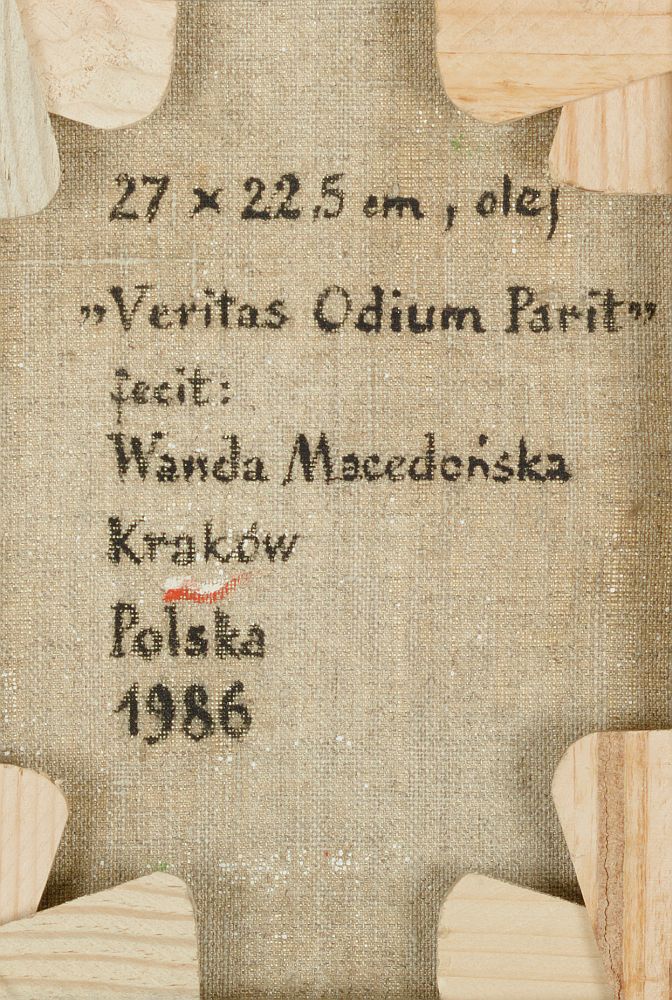 27 x 22.5 cm, olej
„Veritas Odium Parit”
fecit:
Wanda Macedońska
Kraków
Polska
1986